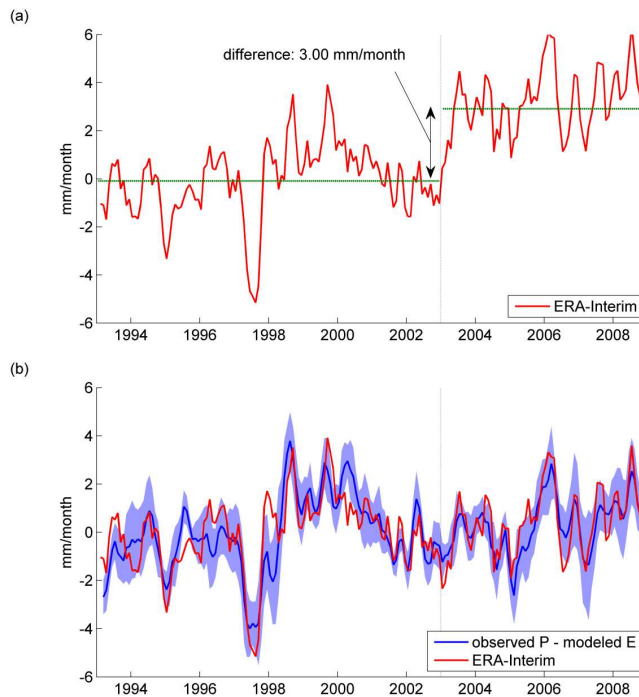 (a)
6
difference: 3.00 mm/month
4
2
mm/month
0
-2
-4
ERA-Interim
-6
1994 1996 1998 2000 2002 2004 2006 2008
(b)
6
4
2
mm/month
0
-2
-4
observed P - modeled E
ERA-Interim
-6
1994 1996 1998 2000 2002 2004 2006 2008